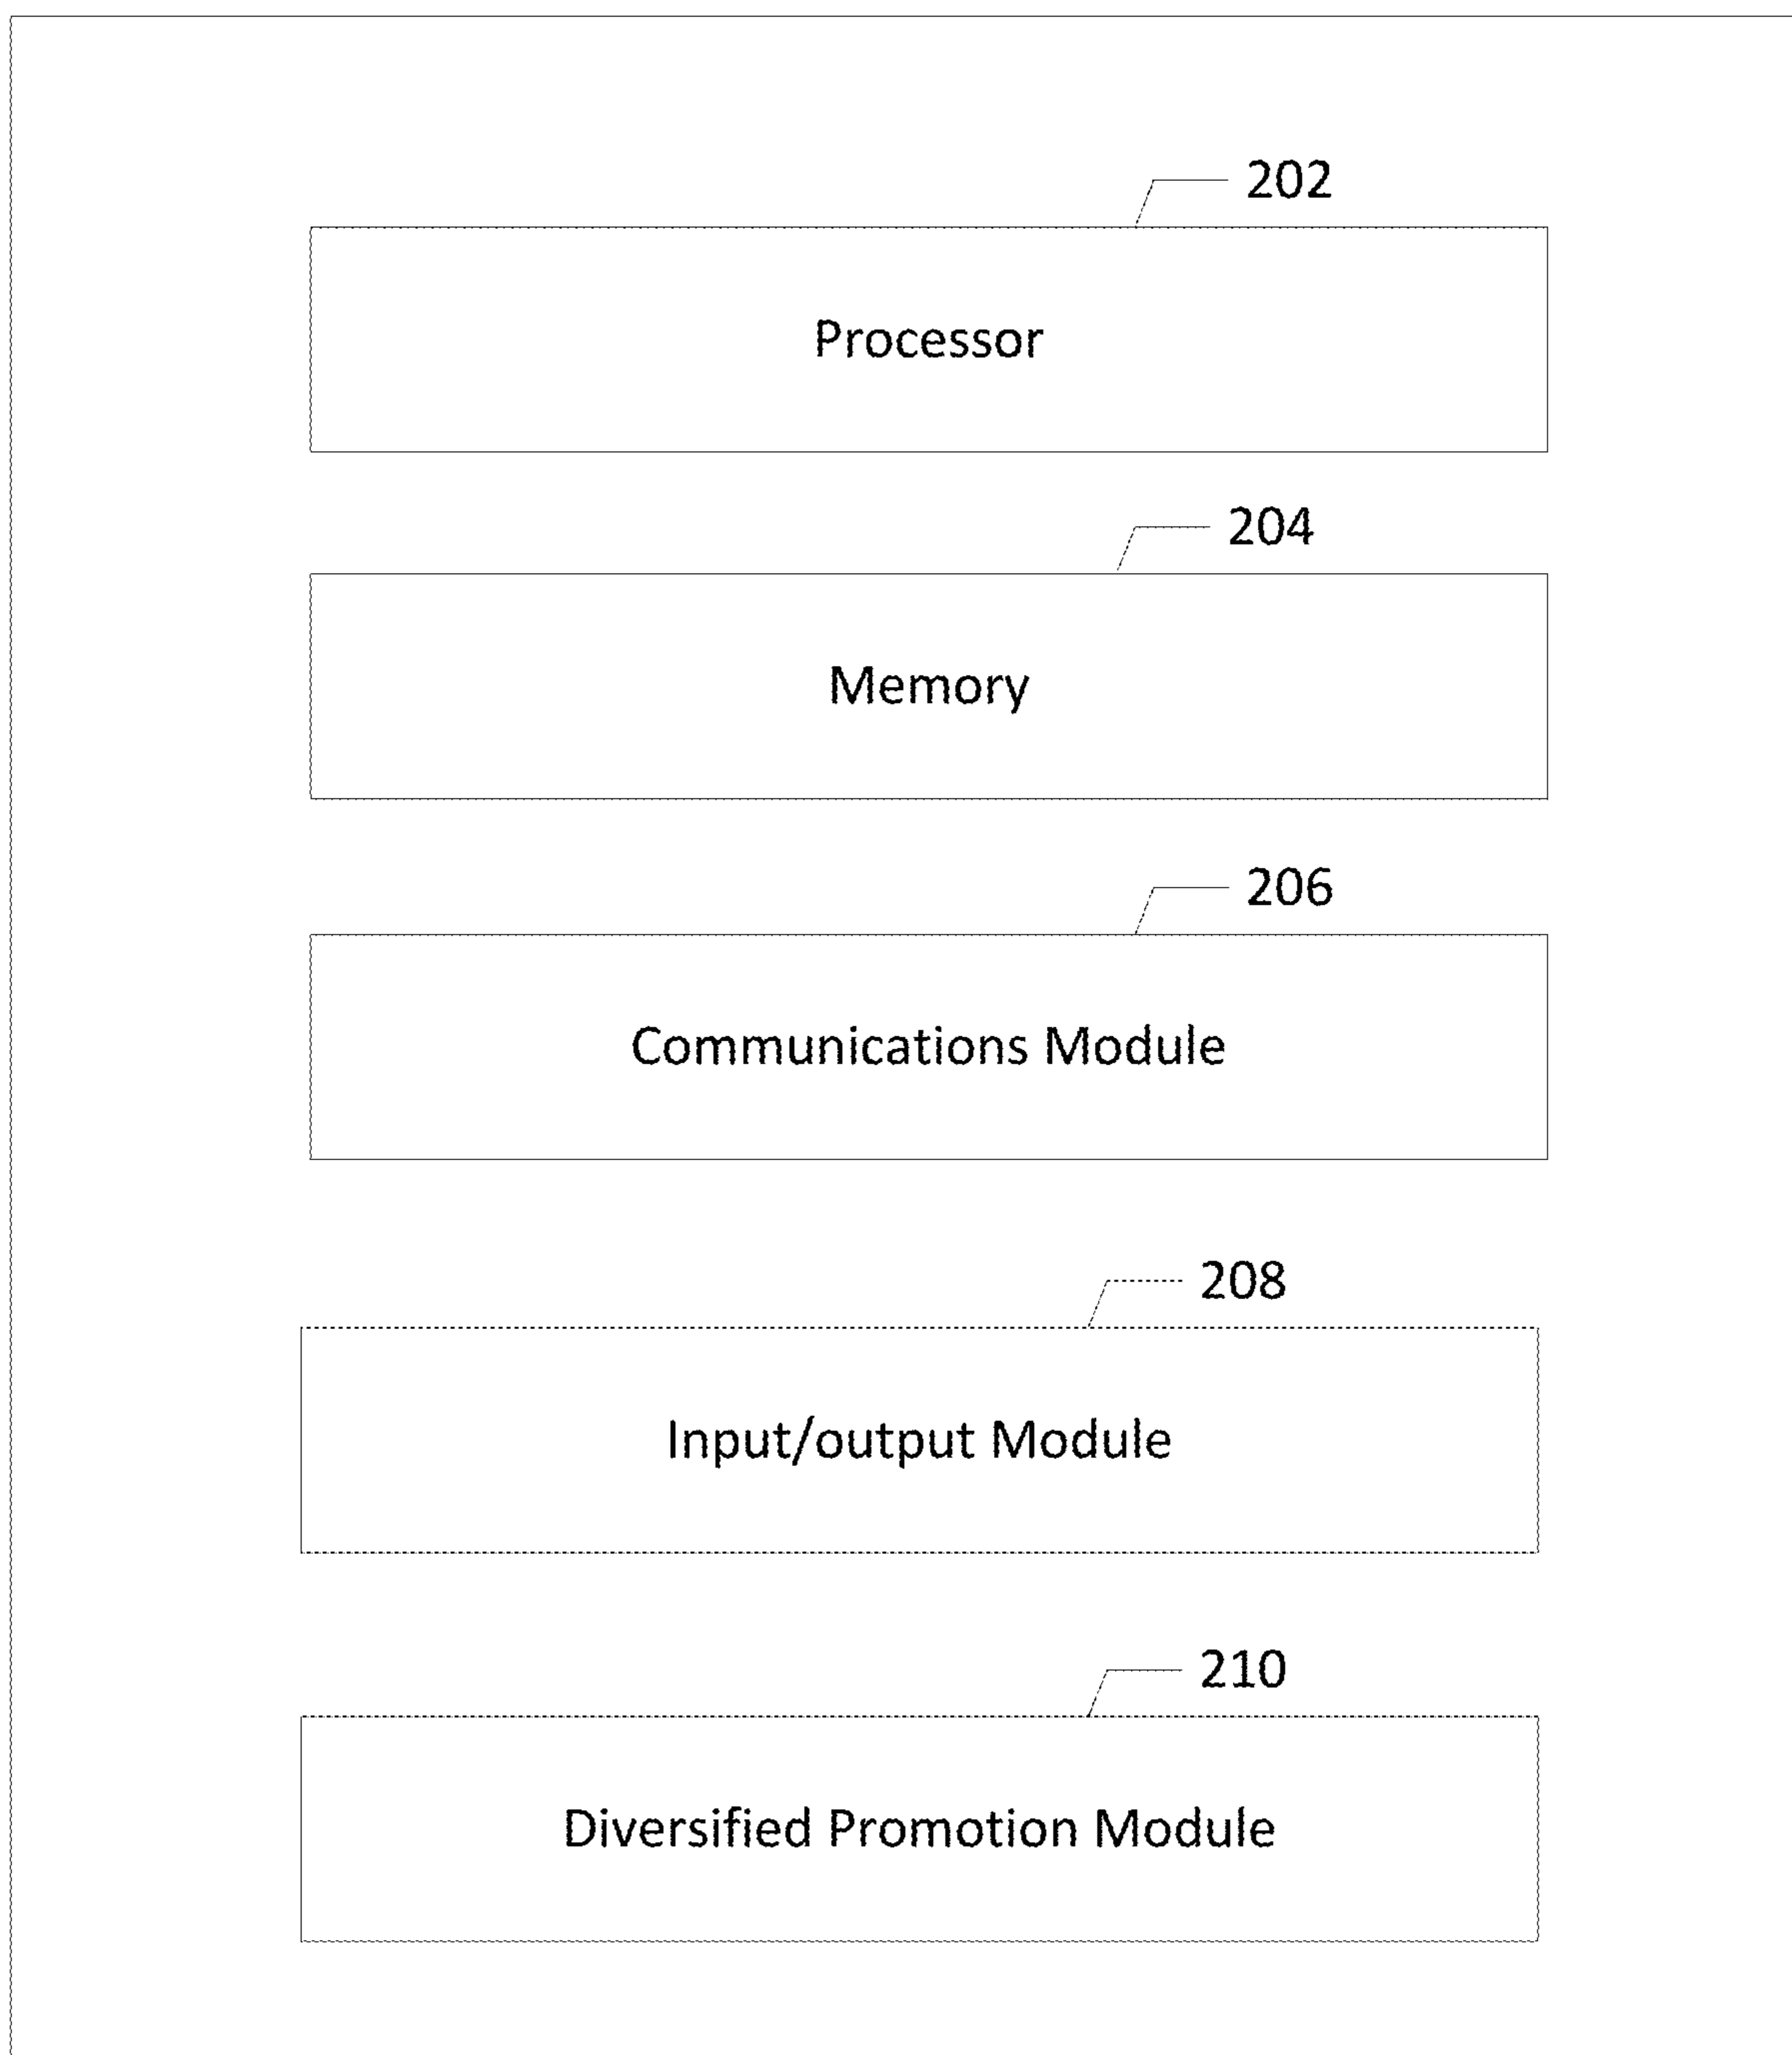 202
Processor
204
Memory
206
Communications Module
208
Input/output Module
210
Diversified Promotion Module